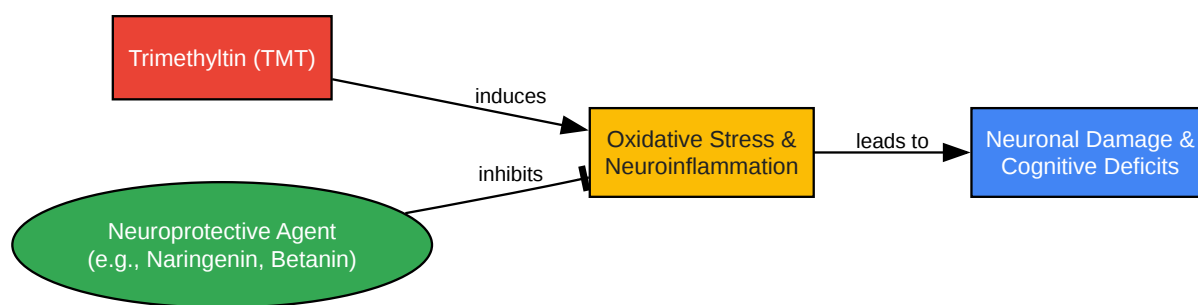 Trimethyltin (TMT)
induces
Oxidative Stress &
Neuroinflammation
leads to
Neuronal Damage &
Cognitive Deficits
inhibits
Neuroprotective Agent
(e.g., Naringenin, Betanin)